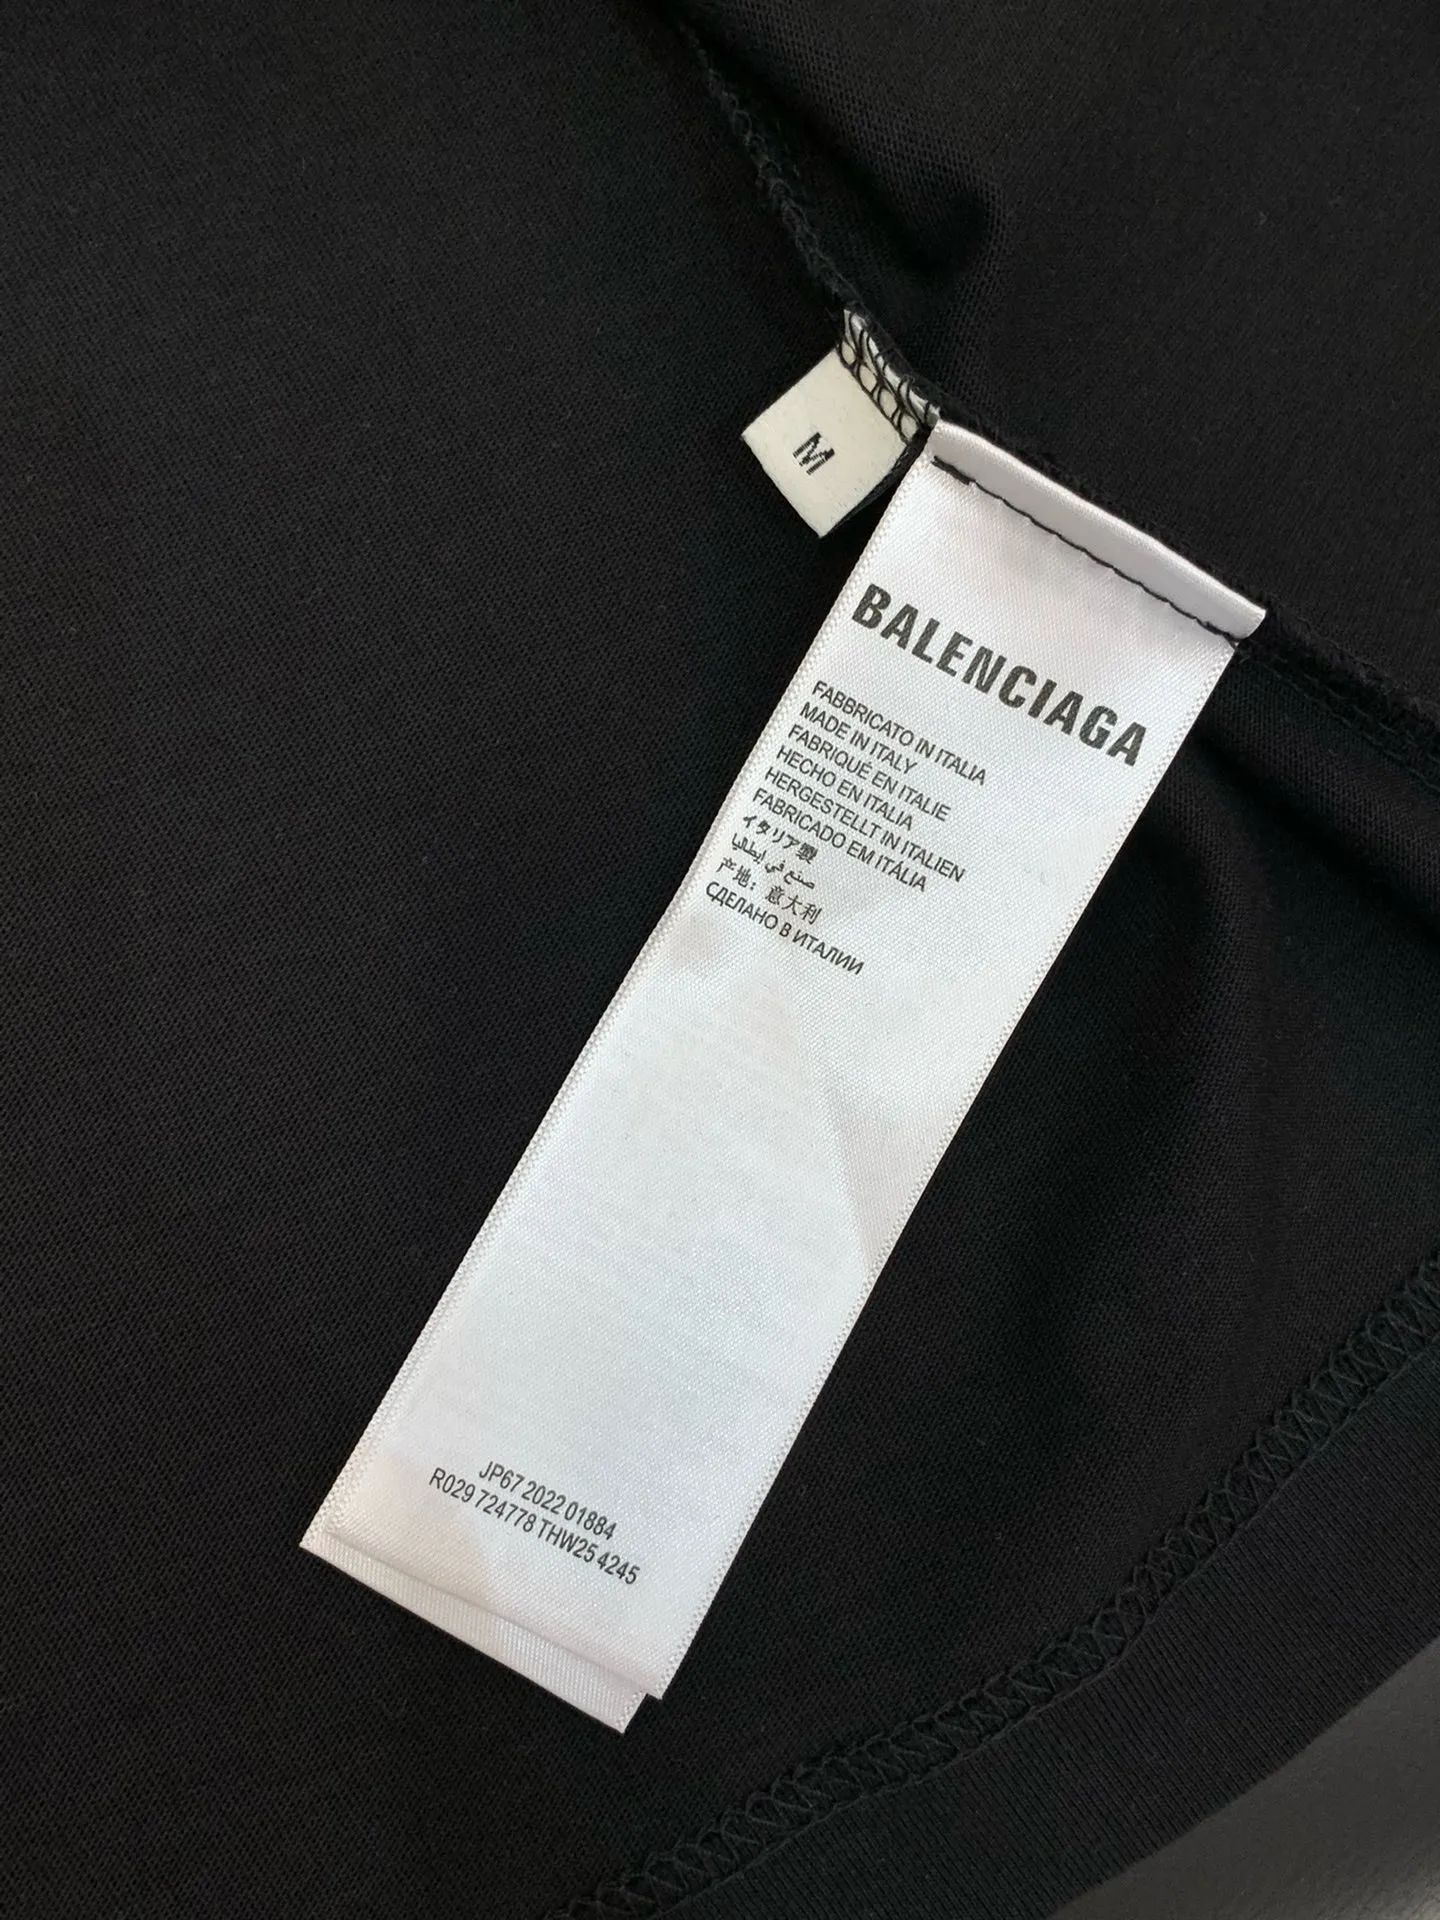 M
BALENCIAGA
FABBRICATO IN ITALIA
MADE IN ITALY
FABRIQUÉ EN ITALIE
HECHO EN ITALIA
HERGESTELLT IN ITALIEN
FABRICADO EM ITÁLIA
イタリア製
صنع في إيطاليا
产地：意大利
СДЕЛАНО В ИТАЛИИ
JP67 2022 01884
R029 724778 THW25 4245